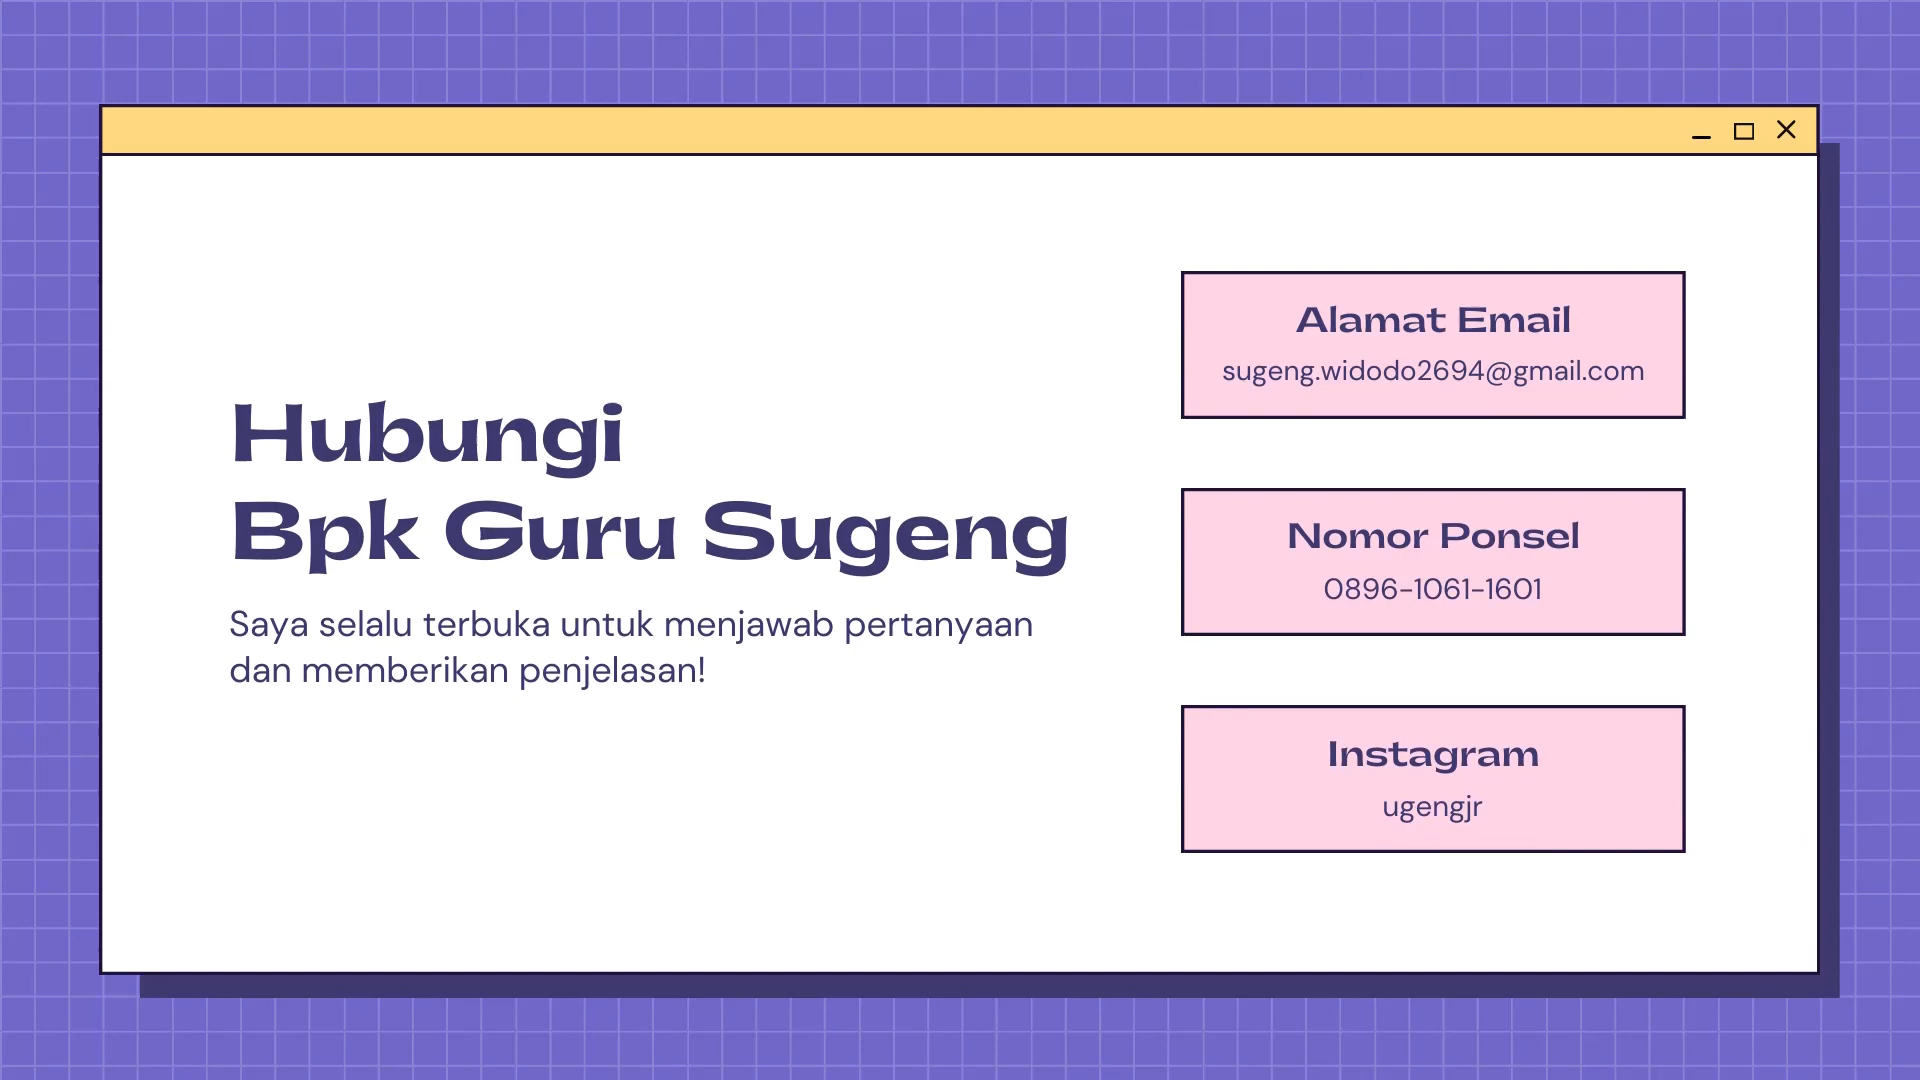 Hubungi
Bpk Guru Sugeng
Saya selalu terbuka untuk menjawab pertanyaan
dan memberikan penjelasan!
Alamat Email
sugeng.widodo2694@gmail.com
Nomor Ponsel
0896-1061-1601
Instagram
ugengjr